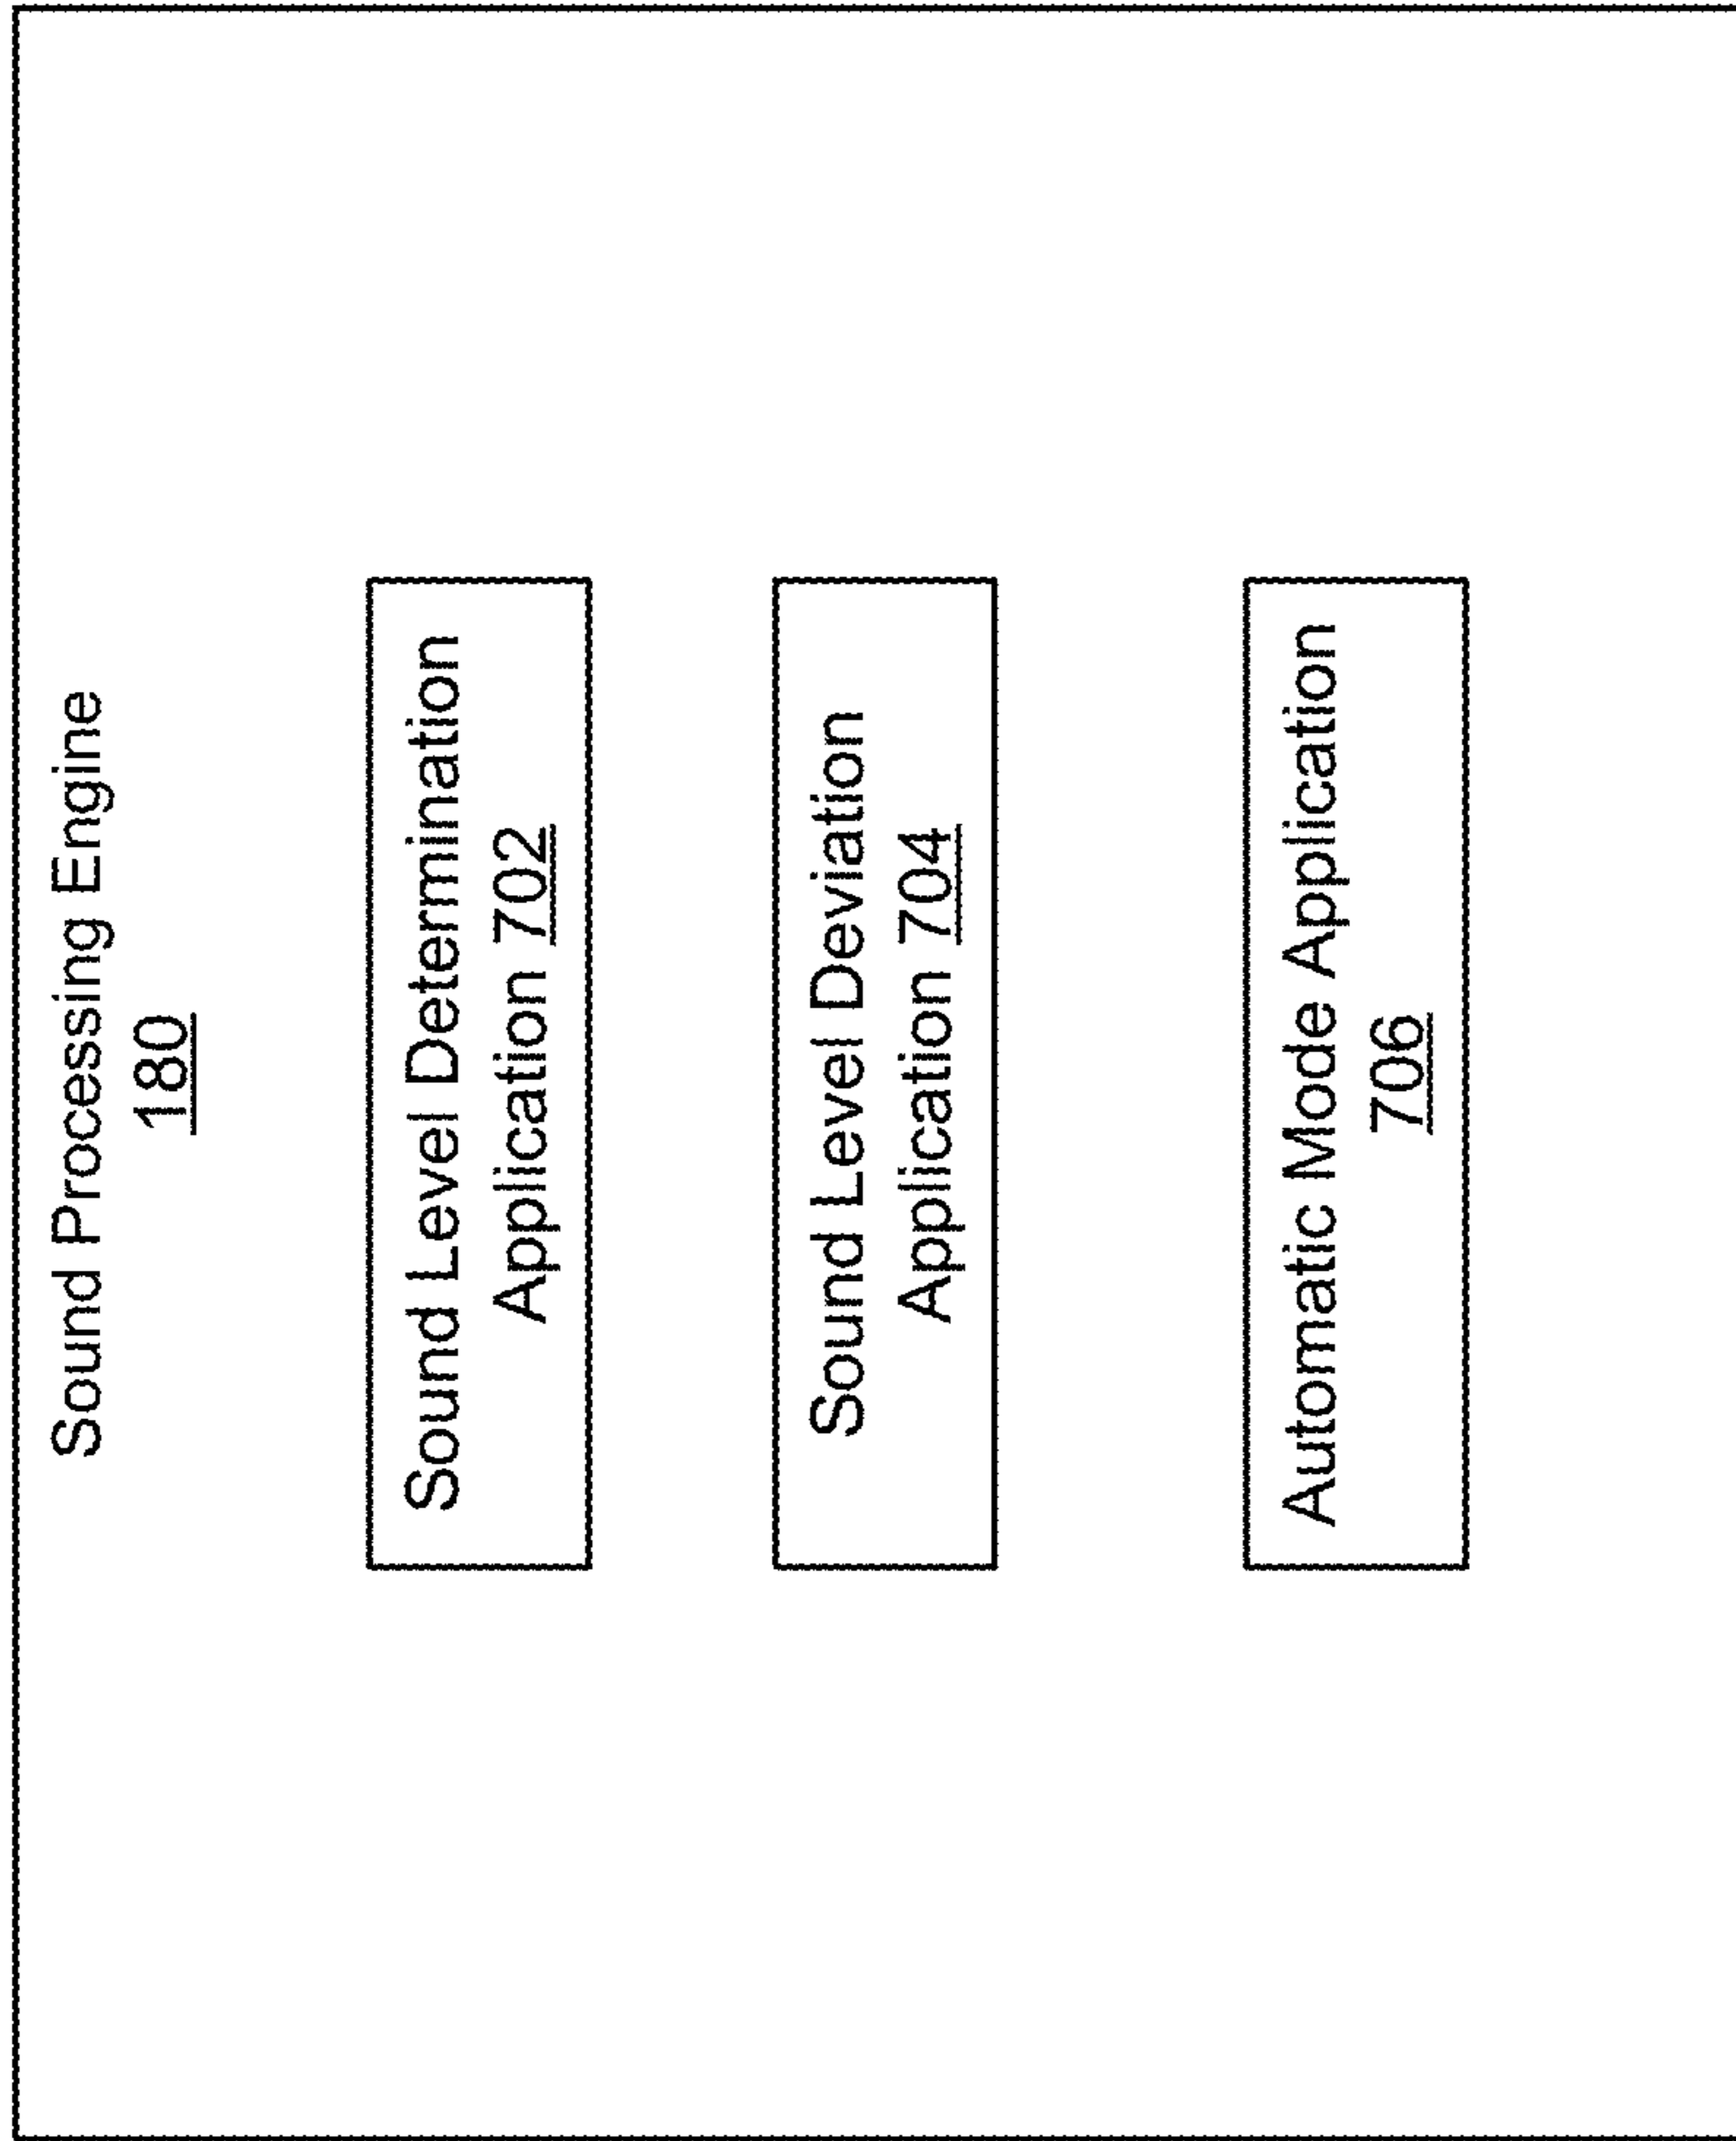 Sound Processing Engine
180
Sound Level Determination
Application 702
Sound Level Deviation
Application 704
Automatic Mode Application
706